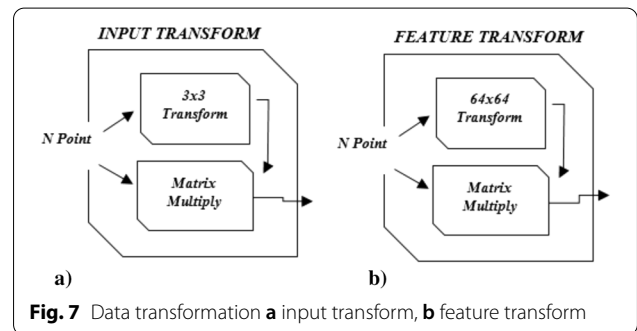 INPUT TRANSFORM
3x3
Transform
N Point
Matrix
Multiply
a)
FEATURE TRANSFORM
64x64
Transform
N Point
Matrix
Multiply
b)
Fig. 7 Data transformation a input transform, b feature transform